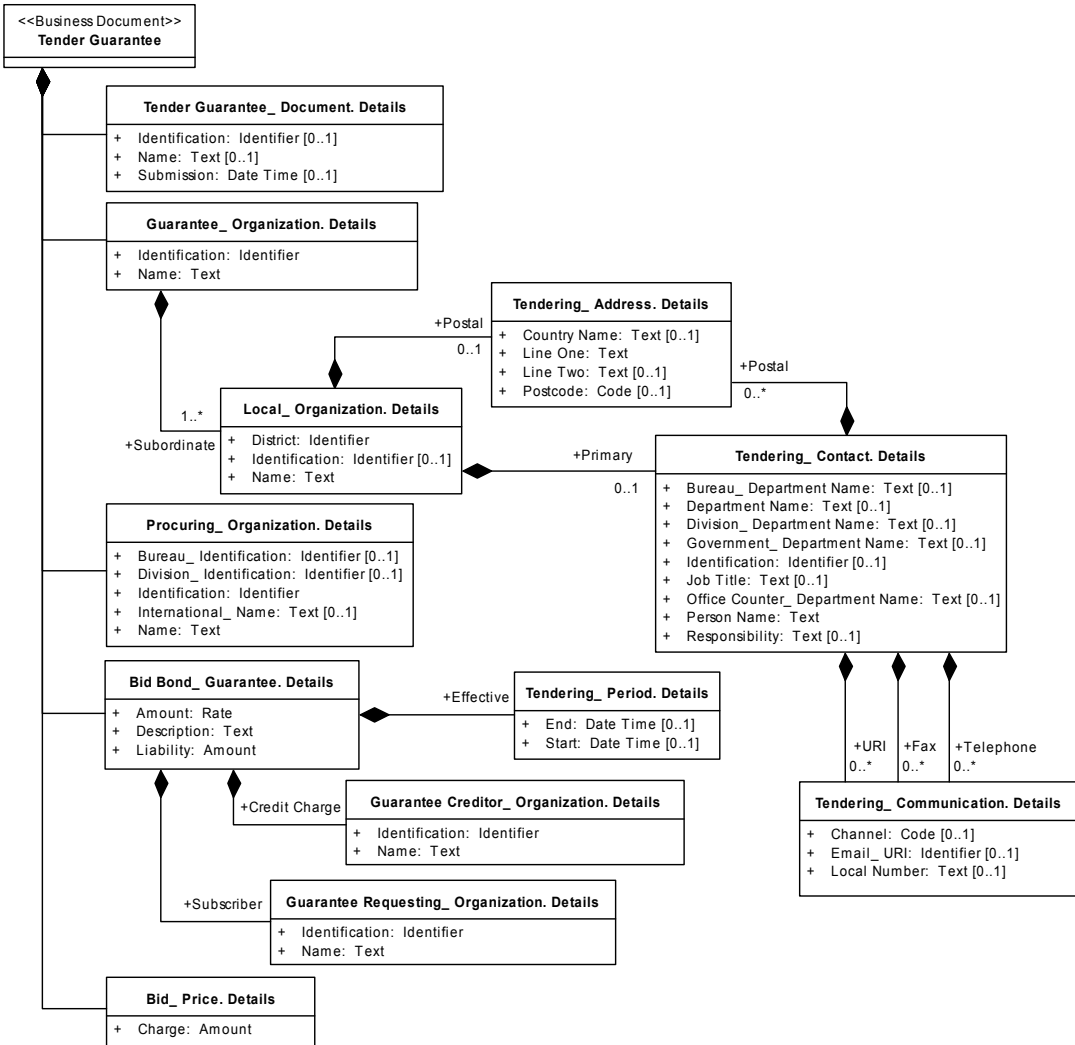 <<Business Document>>
Tender Guarantee
Tender Guarantee_ Document. Details
+ Identification: Identifier [0..1]
+ Name: Text [0..1]
+ Submission: Date Time [0..1]
Guarantee_ Organization. Details
+ Identification: Identifier
+ Name: Text
Tendering_ Address. Details
+ Country Name: Text [0..1]
+ Line One: Text
+ Line Two: Text [0..1]
+ Postcode: Code [0..1]
+Postal
0..1
+Postal
0..*
1..*
+Subordinate
Local_ Organization. Details
+ District: Identifier
+ Identification: Identifier [0..1]
+ Name: Text
+Primary
0..1
Tendering_ Contact. Details
+ Bureau_ Department Name: Text [0..1]
+ Department Name: Text [0..1]
+ Division_ Department Name: Text [0..1]
+ Government_ Department Name: Text [0..1]
+ Identification: Identifier [0..1]
+ Job Title: Text [0..1]
+ Office Counter_ Department Name: Text [0..1]
+ Person Name: Text
+ Responsibility: Text [0..1]
Procuring_ Organization. Details
+ Bureau_ Identification: Identifier [0..1]
+ Division_ Identification: Identifier [0..1]
+ Identification: Identifier
+ International_ Name: Text [0..1]
+ Name: Text
Bid Bond_ Guarantee. Details
+ Amount: Rate
+ Description: Text
+ Liability: Amount
+Effective
Tendering_ Period. Details
+ End: Date Time [0..1]
+ Start: Date Time [0..1]
+URI
0..*
+Fax
0..*
+Telephone
0..*
Tendering_ Communication. Details
+ Channel: Code [0..1]
+ Email_ URI: Identifier [0..1]
+ Local Number: Text [0..1]
+Credit Charge
Guarantee Creditor_ Organization. Details
+ Identification: Identifier
+ Name: Text
+Subscriber
Guarantee Requesting_ Organization. Details
+ Identification: Identifier
+ Name: Text
Bid_ Price. Details
+ Charge: Amount